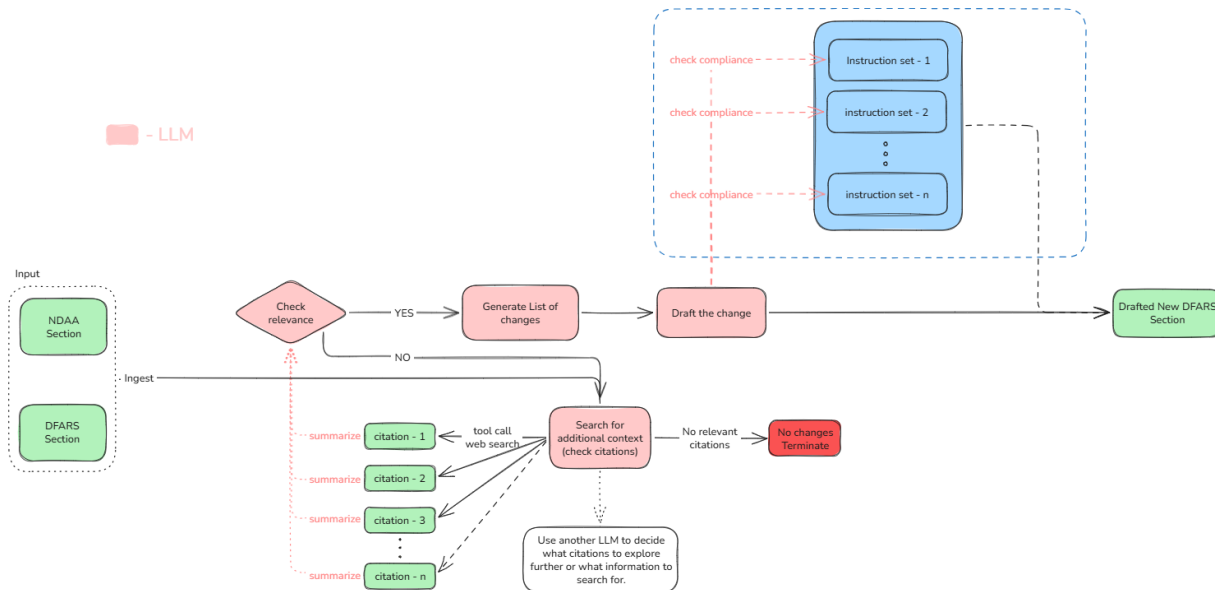 check compliance
Instruction set - 1
check compliance
instruction set - 2
- LLM
check compliance
instruction set - n
Input
NDAA
Section
Check
relevance
YES
Generate List of
changes
Draft the change
Drafted New DFARS
Section
NO
Ingest
DFARS
Section
summarize
citation - 1
tool call
web search
Search for
additional context
(check citations)
No relevant
citations
No changes
Terminate
summarize
citation - 2
summarize
citation - 3
summarize
citation - n
Use another LLM to decide
what citations to explore
further or what information to
search for.